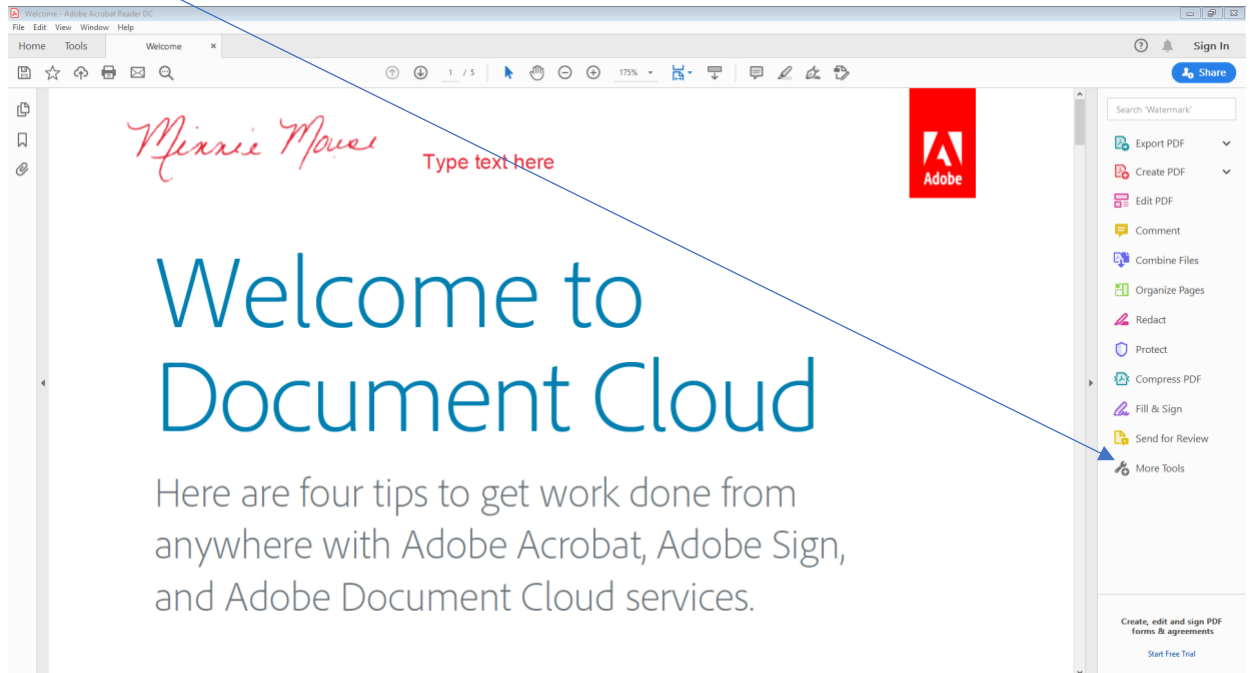 Welcome - Adobe Acrobat Reader DC
File Edit View Window Help
Home Tools Welcome × ? Sign In
1 / 5 175% Share
Minnie Mouse
Type text here
Adobe
Welcome to
Document Cloud
Here are four tips to get work done from
anywhere with Adobe Acrobat, Adobe Sign,
and Adobe Document Cloud services.
Search 'Watermark'
Export PDF
Create PDF
Edit PDF
Comment
Combine Files
Organize Pages
Redact
Protect
Compress PDF
Fill & Sign
Send for Review
More Tools
Create, edit and sign PDF
forms & agreements
Start Free Trial